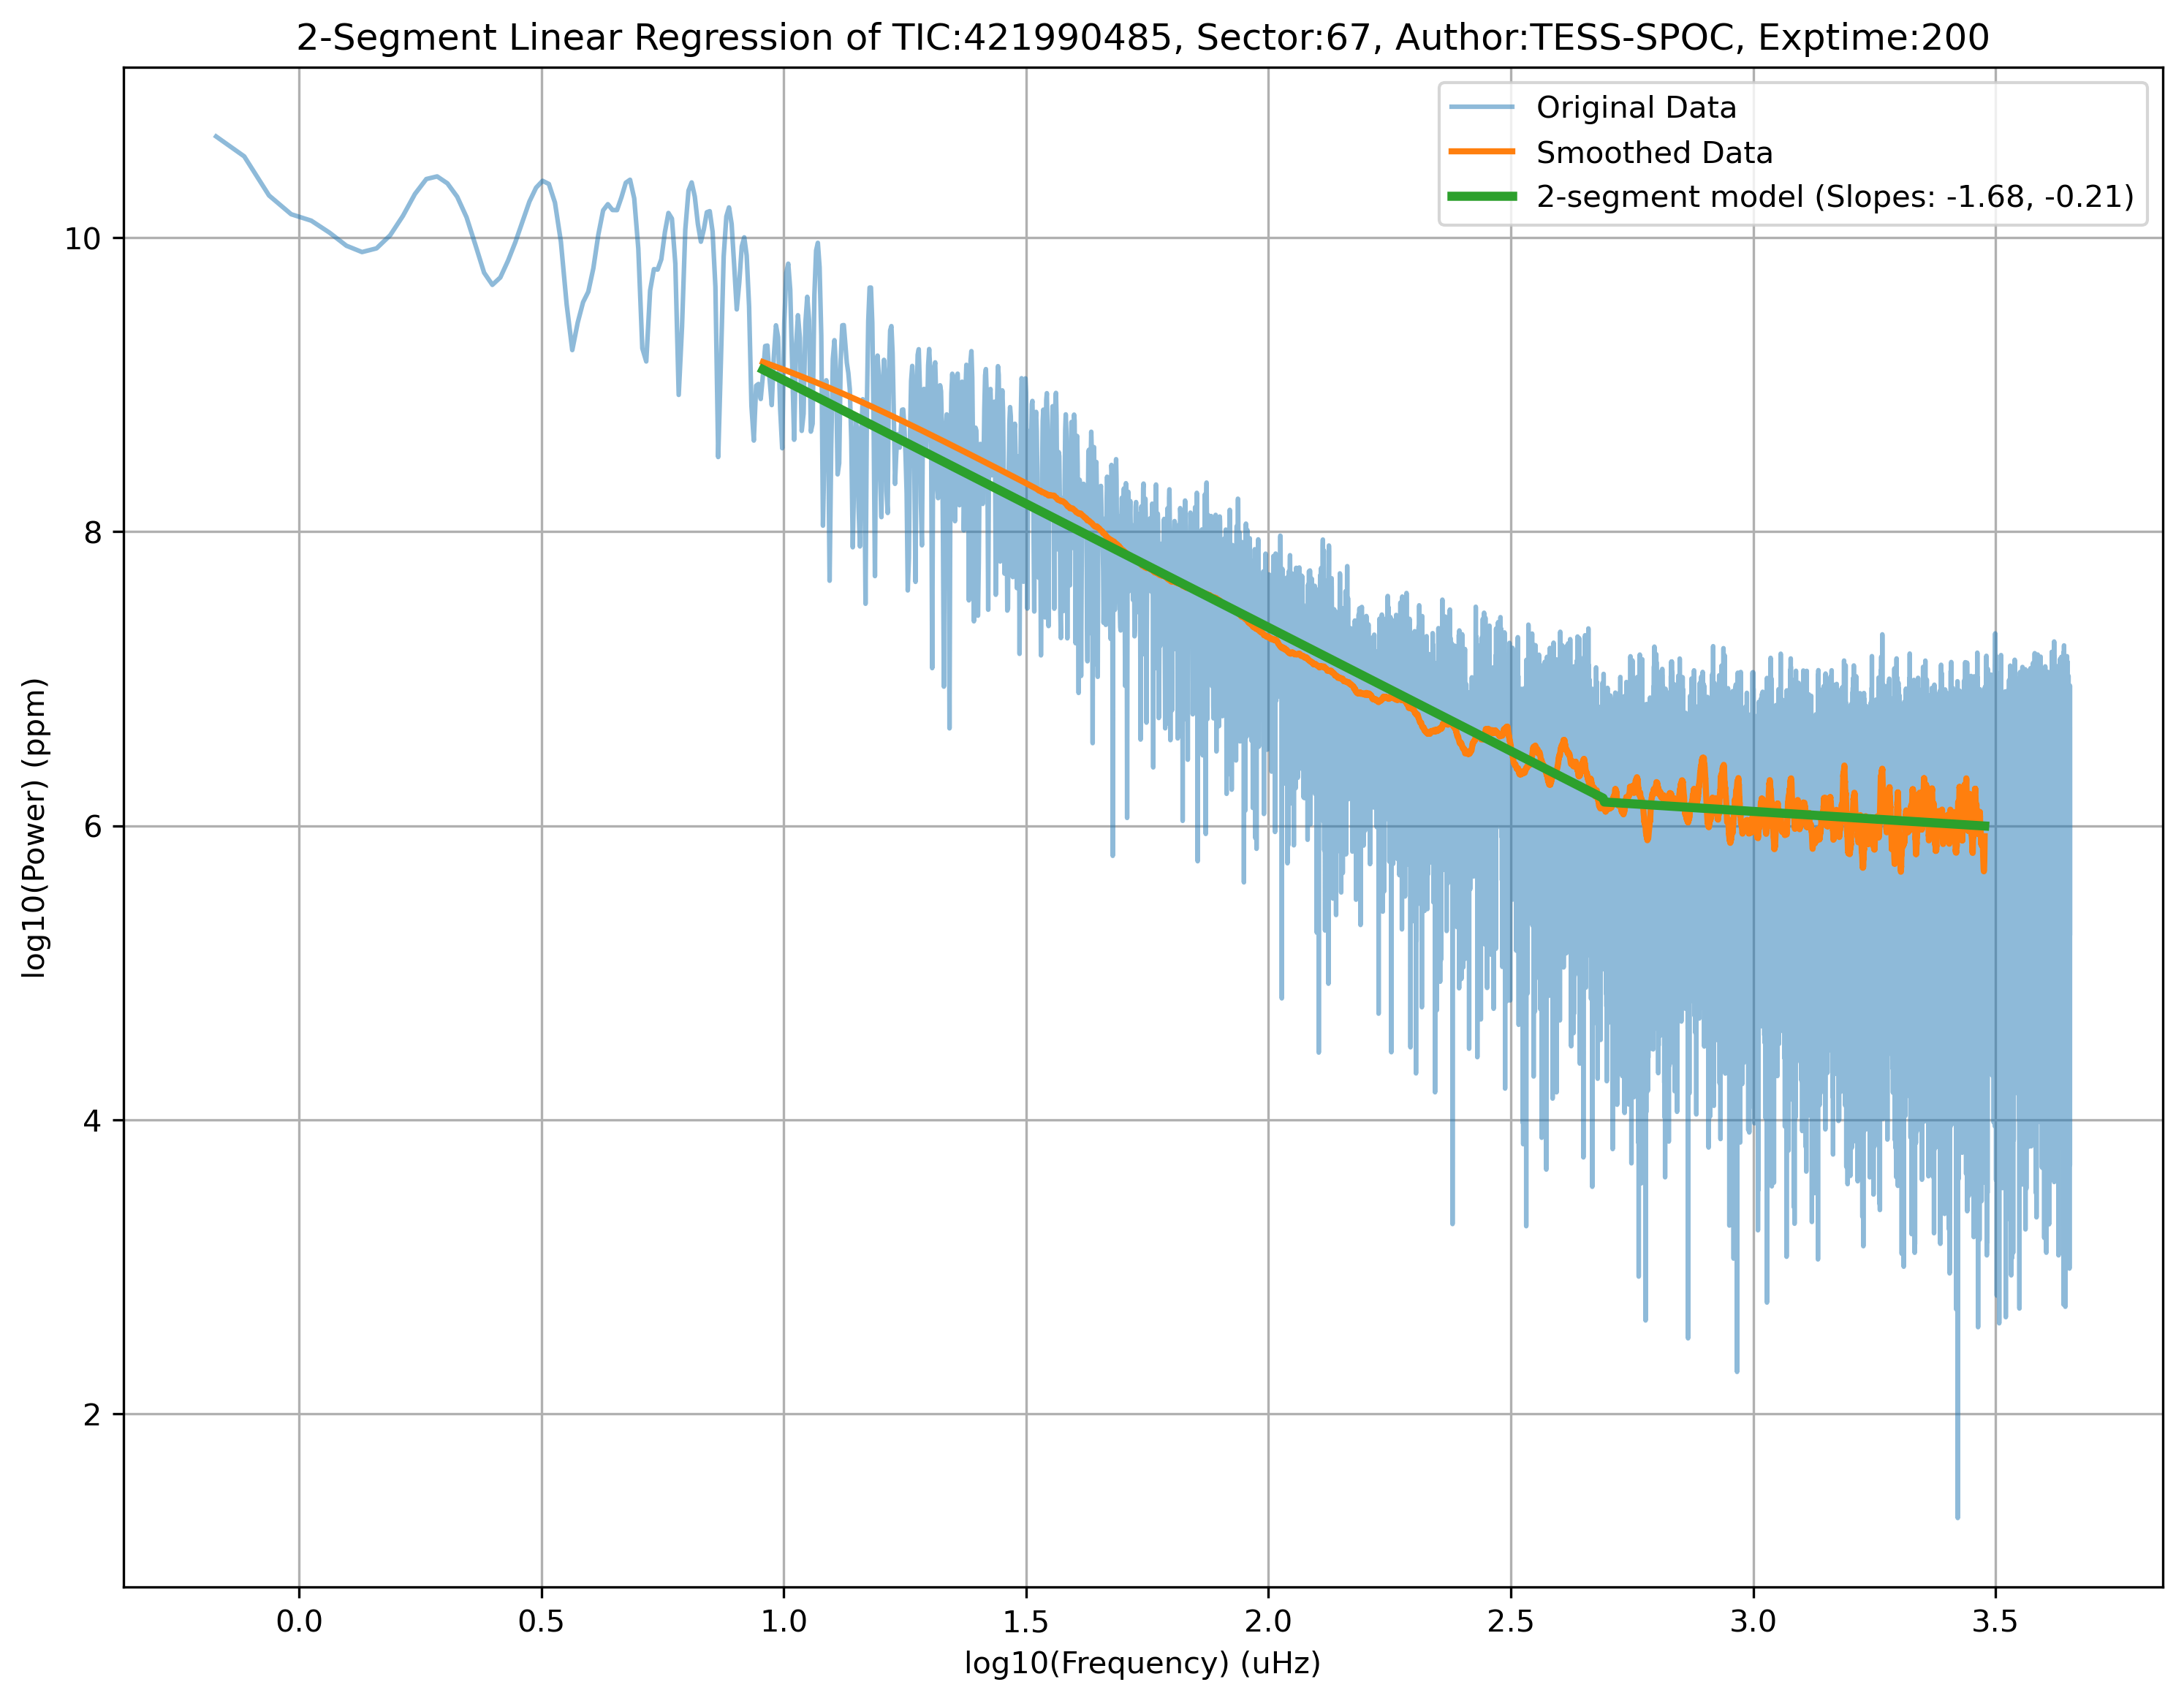 2-Segment Linear Regression of TIC:421990485, Sector:67, Author:TESS-SPOC, Exptime:200
Original Data
Smoothed Data
2-segment model (Slopes: -1.68, -0.21)
log10(Power) (ppm)
10
8
6
4
2
0.0 0.5 1.0 1.5 2.0 2.5 3.0 3.5
log10(Frequency) (uHz)